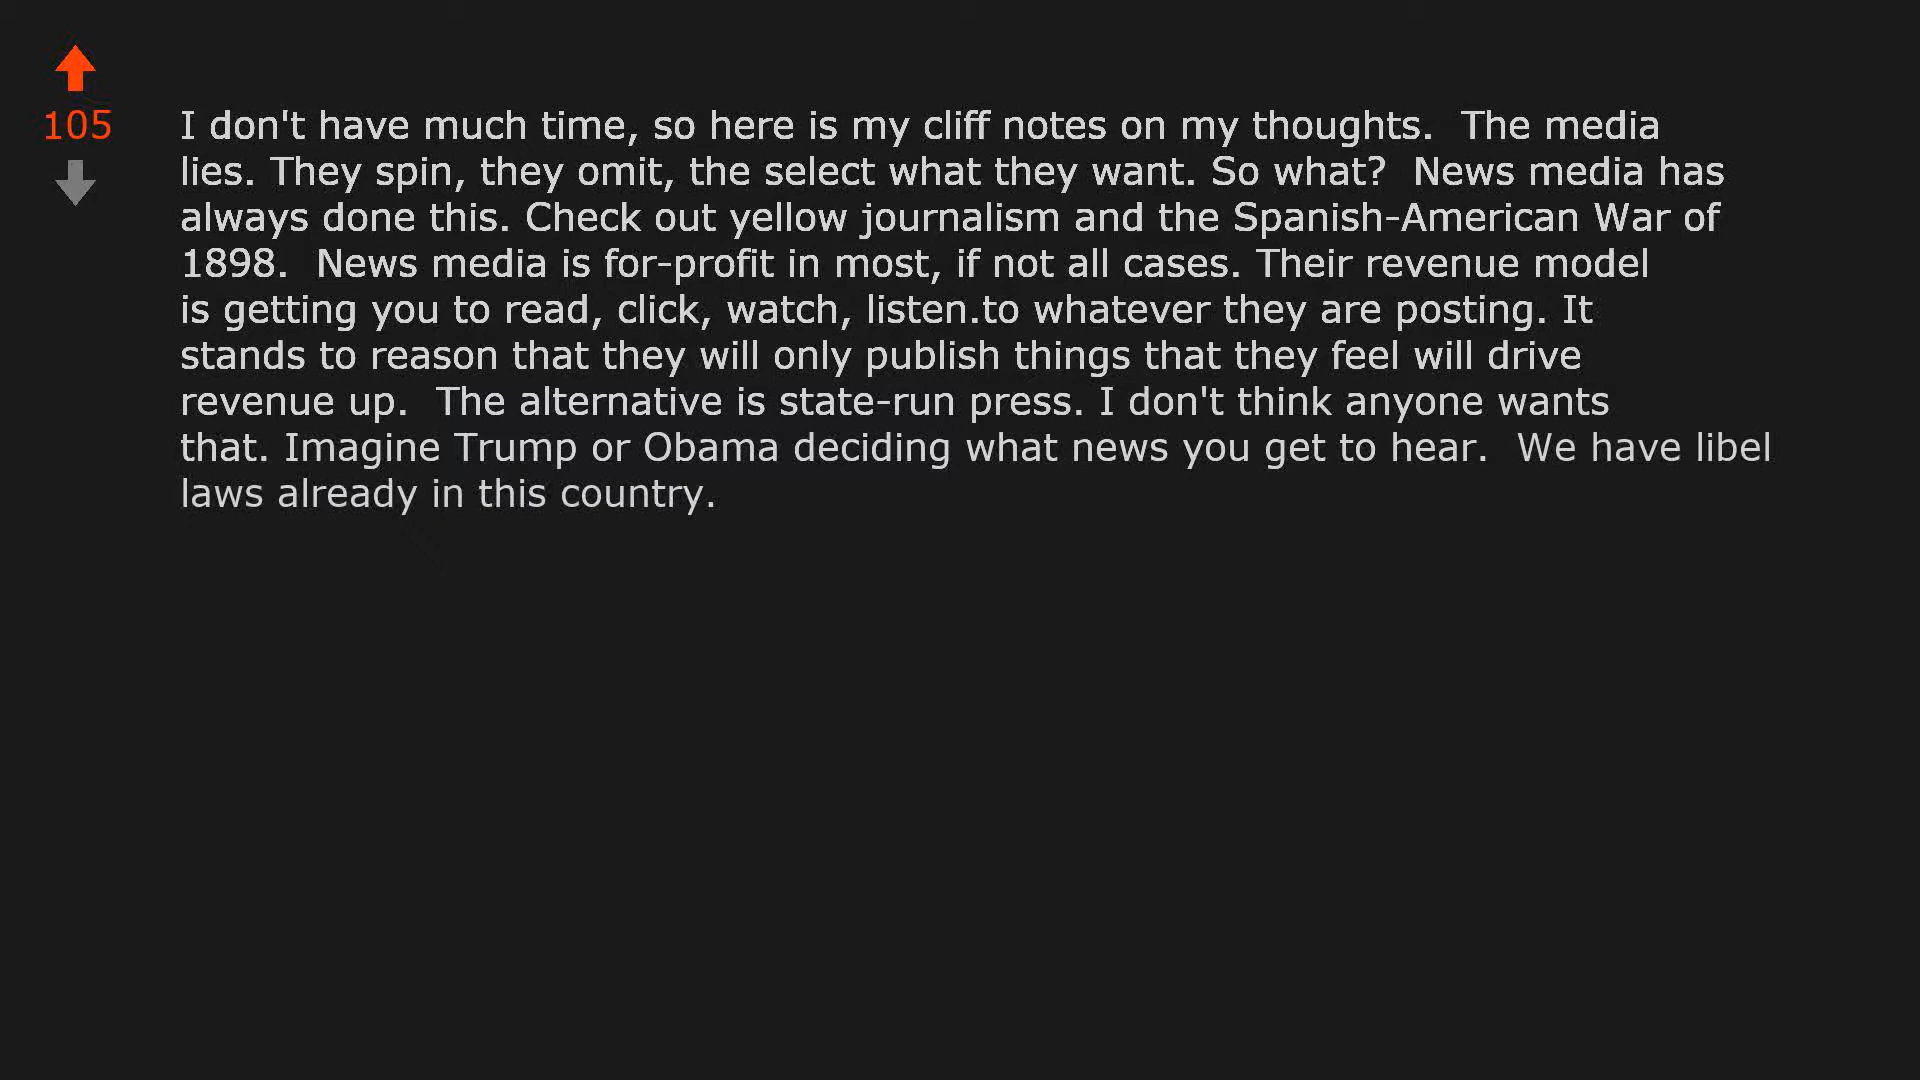 105
I don't have much time, so here is my cliff notes on my thoughts.  The media
lies. They spin, they omit, the select what they want. So what?  News media has
always done this. Check out yellow journalism and the Spanish-American War of
1898.  News media is for-profit in most, if not all cases. Their revenue model
is getting you to read, click, watch, listen.to whatever they are posting. It
stands to reason that they will only publish things that they feel will drive
revenue up.  The alternative is state-run press. I don't think anyone wants
that. Imagine Trump or Obama deciding what news you get to hear.  We have libel
laws already in this country.